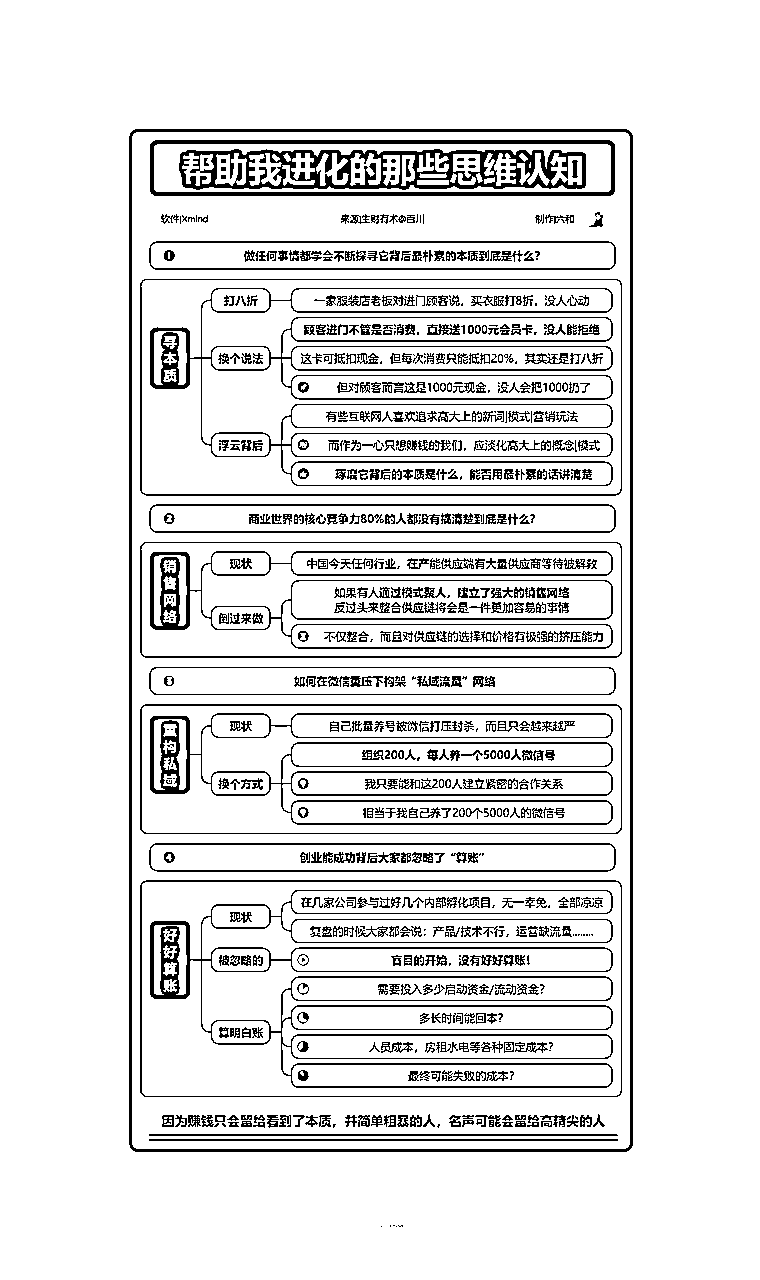 帮助我进化的那些思维认知
软件|Xmind
来源|生财有术@百川
制作|六和
1 做任何事情都学会不断探寻它背后最朴素的本质到底是什么？
寻本质
打八折
一家服装店老板对进门顾客说，买衣服打8折，没人心动
换个说法
顾客进门不管是否消费，直接送1000元会员卡，没人能拒绝
这卡可抵扣现金，但每次消费只能抵扣20%，其实还是打八折
但对顾客而言这是1000元现金，没人会把1000扔了
浮云背后
有些互联网人喜欢追求高大上的新词|模式|营销玩法
而作为一心只想赚钱的我们，应淡化高大上的概念|模式
琢磨它背后的本质是什么，能否用最朴素的话讲清楚
2 商业世界的核心竞争力80%的人都没有搞清楚到底是什么？
销售网络
现状
中国今天任何行业，在产能供应端有大量供应商等待被解救
倒过来做
如果有人通过模式聚人，建立了强大的销售网络
反过头来整合供应链将会是一件更加容易的事情
不仅整合，而且对供应链的选择和价格有极强的挤压能力
3 如何在微信重压下构架“私域流量”网络
重构私域
现状
自己批量养号被微信打压封杀，而且只会越来越严
换个方式
组织200人，每人养一个5000人微信号
我只要能和这200人建立紧密的合作关系
相当于我自己养了200个5000人的微信号
4 创业能成功背后大家都忽略了“算账”
好好算账
现状
在几家公司参与过好几个内部孵化项目，无一幸免，全部凉凉
复盘的时候大家都会说：产品/技术不行，运营缺流量……
被忽略的
盲目的开始，没有好好算账！
算明白账
需要投入多少启动资金/流动资金？
多长时间能回本？
人员成本，房租水电等各种固定成本？
最终可能失败的成本？
因为赚钱只会留给看到了本质，并简单粗暴的人，名声可能会留给高精尖的人